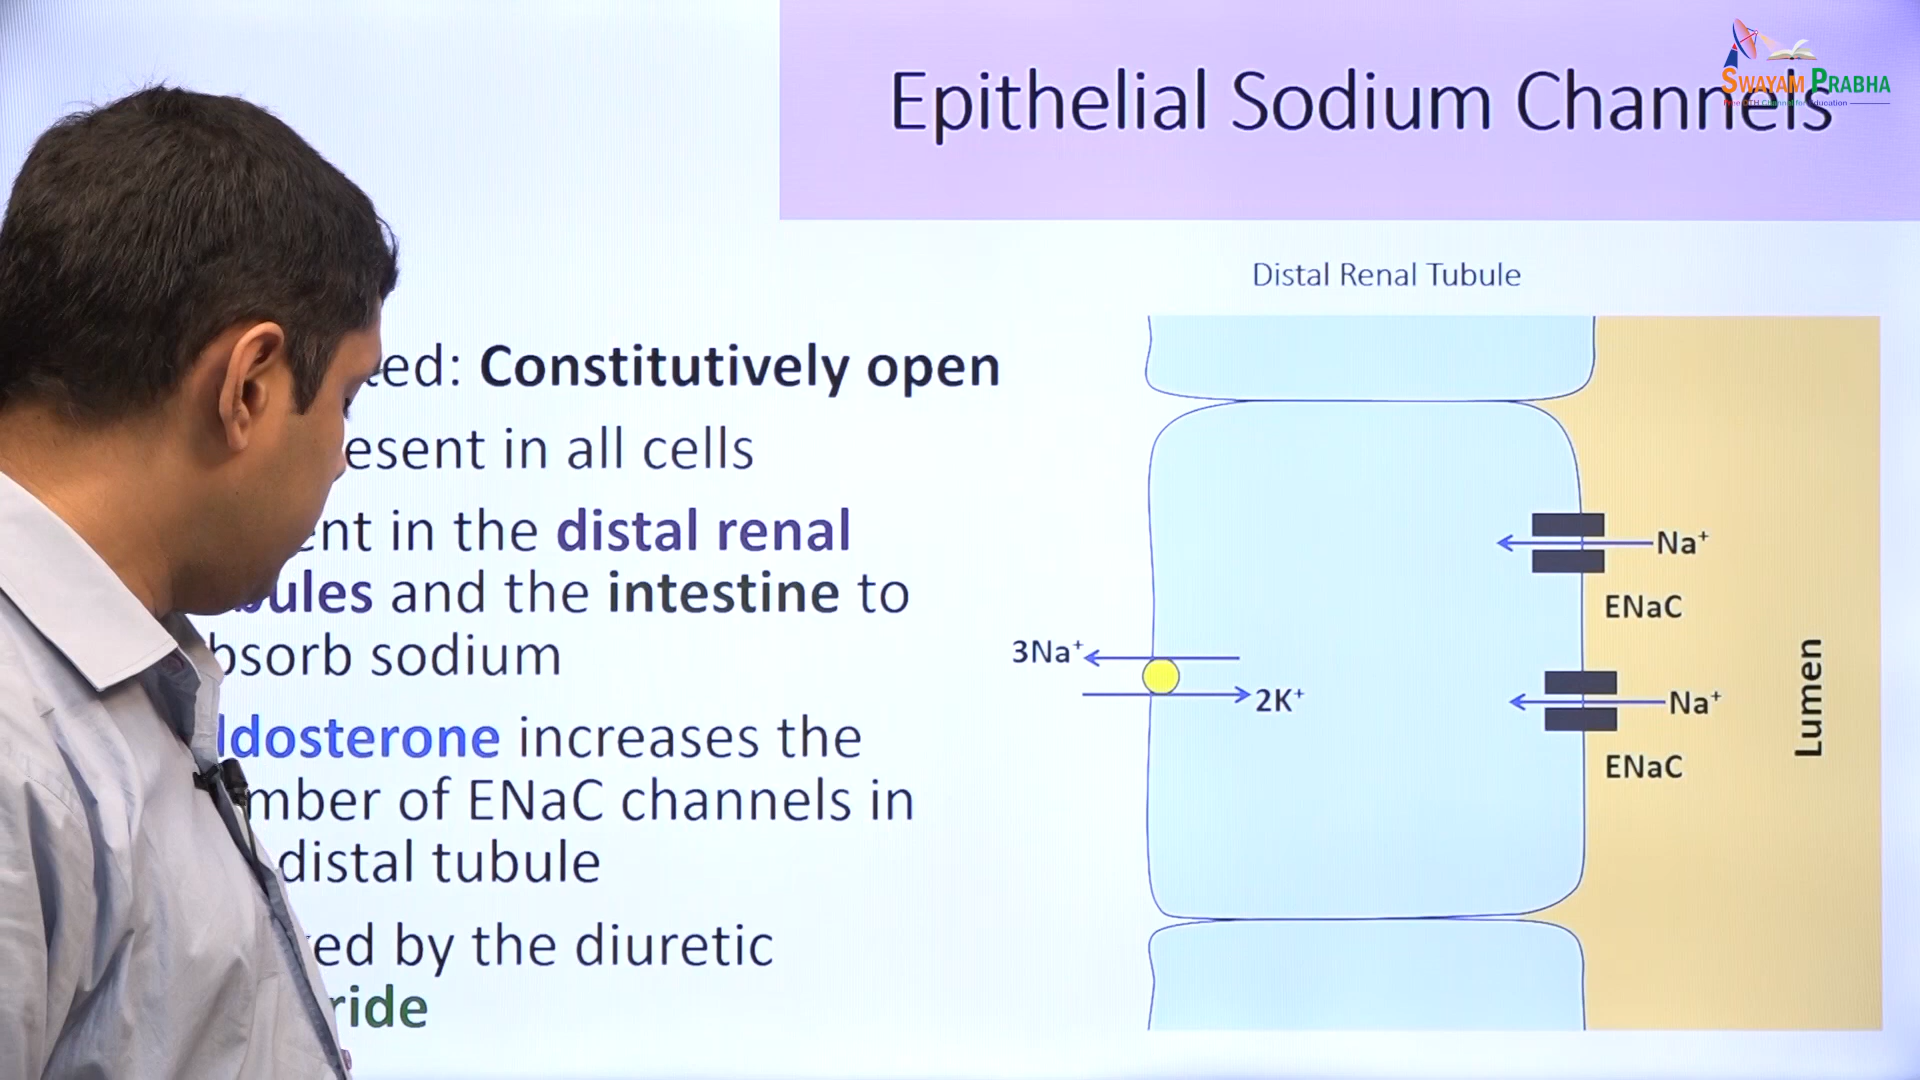 SWAYAM PRABHA
Epithelial Sodium Channels
Distal Renal Tubule
ed: Constitutively open
esent in all cells
nt in the distal renal
bules and the intestine to
bsorb sodium
ldosterone increases the
mber of ENaC channels in
distal tubule
ed by the diuretic
ride
Na⁺
ENaC
3Na⁺
2K⁺
Na⁺
ENaC
Lumen